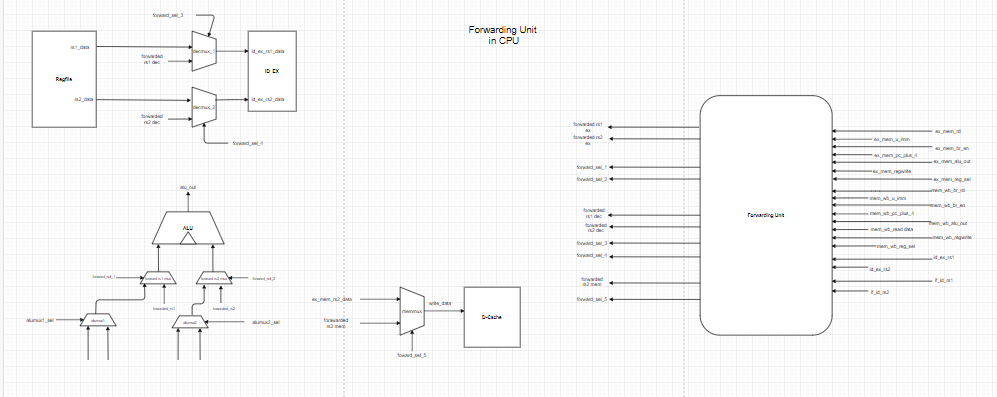 forward_sel_3
Forwarding Unit
in CPU
rs1_data
decmux_1
id_ex_rs1_data
forwarded
rs1 dec
Regfile
ID_EX
rs2_data
decmux_2
id_ex_rs2_data
forwarded
rs2 dec
forward_sel_4
forwarded rs1
ex
forwarded rs2
ex
forward_sel_1
forward_sel_2
forwarded
rs1 dec
forwarded
rs2 dec
forward_sel_3
forward_sel_4
forwarded
rs2 mem
forward_sel_5
Forwarding Unit
ex_mem_rd
ex_mem_u_imm
ex_mem_br_en
ex_mem_pc_plus_4
ex_mem_alu_out
ex_mem_regwrite
ex_mem_reg_sel
mem_wb_u_imm
mem_wb_br_en
mem_wb_pc_plus_4
mem_wb_alu_out
mem_wb_read data
mem_wb_regwrite
mem_wb_reg_sel
id_ex_rs1
id_ex_rs2
if_id_rs1
if_id_rs2
alu_out
ALU
forward_sel_1
forward rs1 mux
forward rs2 mux
forward_sel_2
forwarded_rs1
forwarded_rs2
alumux1_sel
alumux1
alumux2
alumux2_sel
ex_mem_rs2_data
write_data
memmux
D-Cache
forwarded
rs2 mem
foward_sel_5